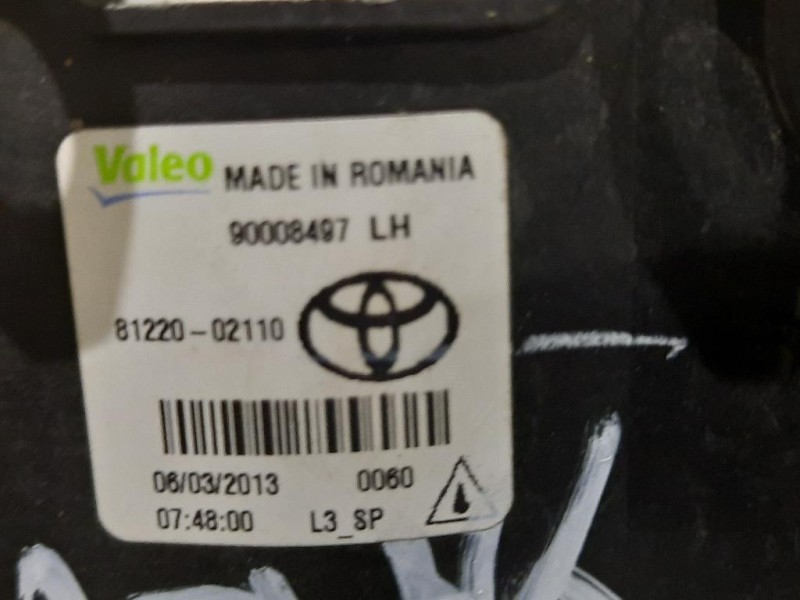 Valeo MADE IN ROMANIA
90008497 LH
81220-02110
06/03/2013 0060
07:48:00 L3_SP